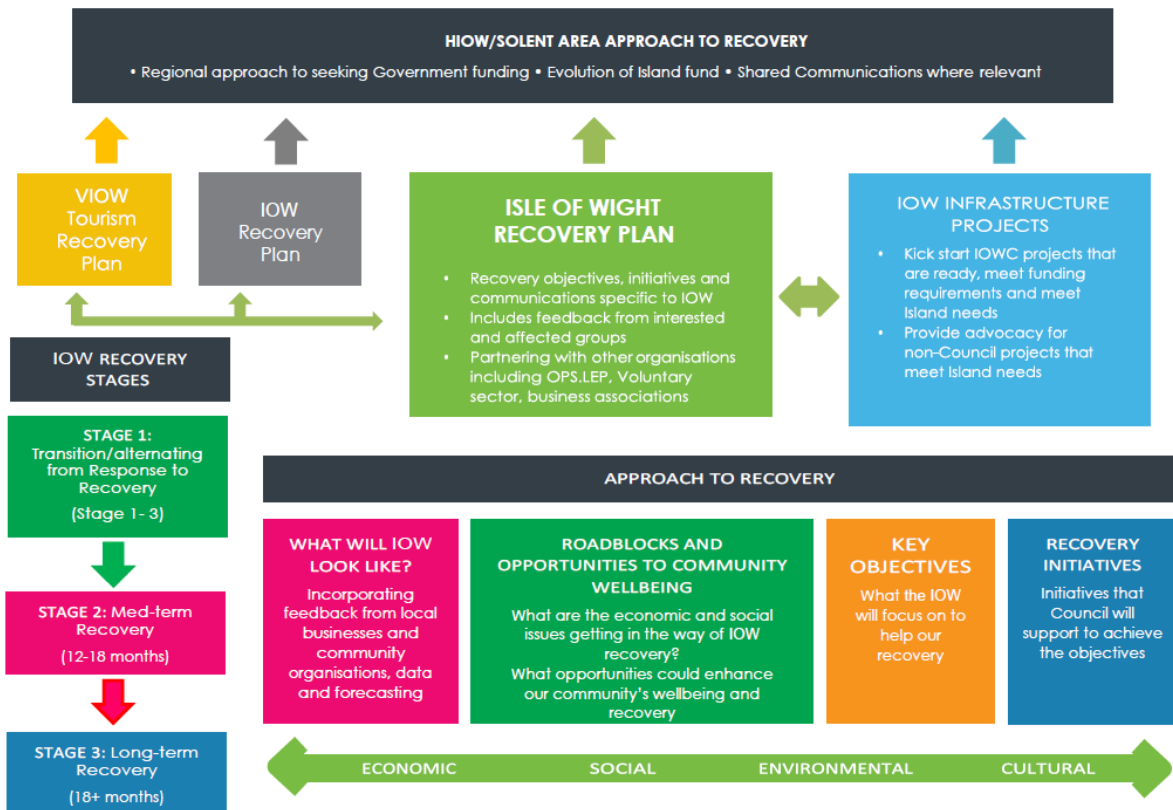 HIOW/SOLENT AREA APPROACH TO RECOVERY
• Regional approach to seeking Government funding • Evolution of Island fund • Shared Communications where relevant
VIOW
Tourism
Recovery
Plan
IOW
Recovery
Plan
ISLE OF WIGHT
RECOVERY PLAN
• Recovery objectives, initiatives and
communications specific to IOW
• Includes feedback from interested
and affected groups
• Partnering with other organisations
including OPS.LEP, Voluntary
sector, business associations
IOW INFRASTRUCTURE
PROJECTS
• Kick start IOWC projects that
are ready, meet funding
requirements and meet
Island needs
• Provide advocacy for
non-Council projects that
meet Island needs
IOW RECOVERY
STAGES
STAGE 1:
Transition/alternating
from Response to
Recovery
(Stage 1- 3)
STAGE 2: Med-term
Recovery
(12-18 months)
STAGE 3: Long-term
Recovery
(18+ months)
APPROACH TO RECOVERY
WHAT WILL IOW
LOOK LIKE?
Incorporating
feedback from local
businesses and
community
organisations, data
and forecasting
ROADBLOCKS AND
OPPORTUNITIES TO COMMUNITY
WELLBEING
What are the economic and social
issues getting in the way of IOW
recovery?
What opportunities could enhance
our community's wellbeing and
recovery
KEY
OBJECTIVES
What the IOW
will focus on to
help our
recovery
RECOVERY
INITIATIVES
Initiatives that
Council will
support to achieve
the objectives
ECONOMIC SOCIAL ENVIRONMENTAL CULTURAL